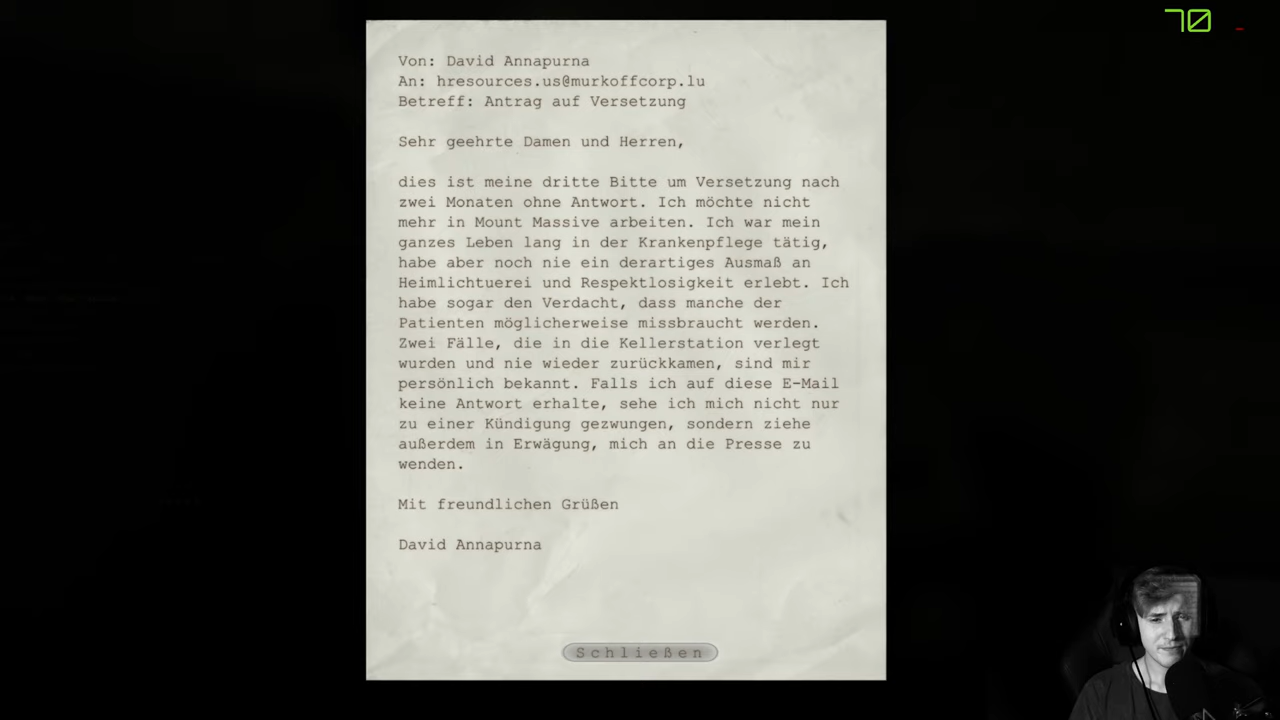 70
Von: David Annapurna
An: hresources.us@murkoffcorp.lu
Betreff: Antrag auf Versetzung
Sehr geehrte Damen und Herren,
dies ist meine dritte Bitte um Versetzung nach
zwei Monaten ohne Antwort. Ich möchte nicht
mehr in Mount Massive arbeiten. Ich war mein
ganzes Leben lang in der Krankenpflege tätig,
habe aber noch nie ein derartiges Ausmaß an
Heimlichtuerei und Respektlosigkeit erlebt. Ich
habe sogar den Verdacht, dass manche der
Patienten möglicherweise missbraucht werden.
Zwei Fälle, die in die Kellerstation verlegt
wurden und nie wieder zurückkamen, sind mir
persönlich bekannt. Falls ich auf diese E-Mail
keine Antwort erhalte, sehe ich mich nicht nur
zu einer Kündigung gezwungen, sondern ziehe
außerdem in Erwägung, mich an die Presse zu
wenden.
Mit freundlichen Grüßen
David Annapurna
Schließen